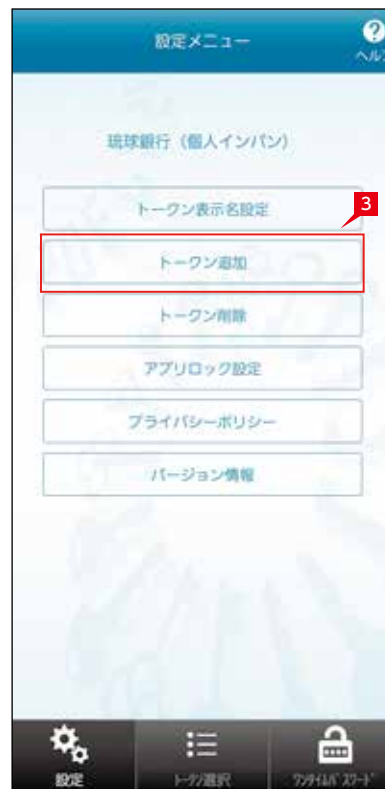 設定メニュー
?
ヘル
琉球銀行（個人インバン）
トークン表示名設定
3
トークン追加
トークン削除
アプリロック設定
プライバシーポリシー
バージョン情報
設定
トークン選択
ワンタイムパスワード